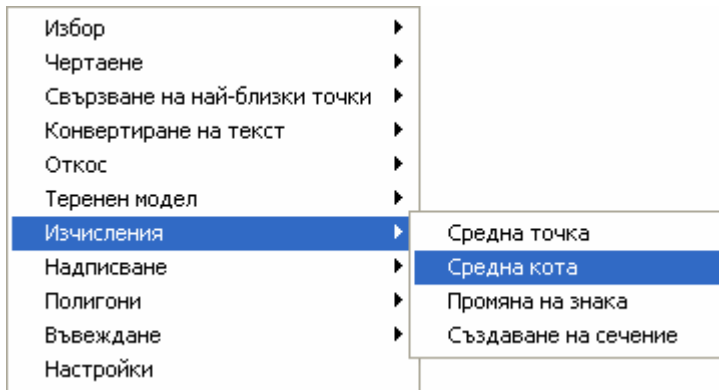 Избор
Чертаене
Свързване на най-близки точки
Конвертиране на текст
Откос
Теренен модел
Изчисления
Надписване
Полигони
Въвеждане
Настройки
Средна точка
Средна кота
Промяна на знака
Създаване на сечение